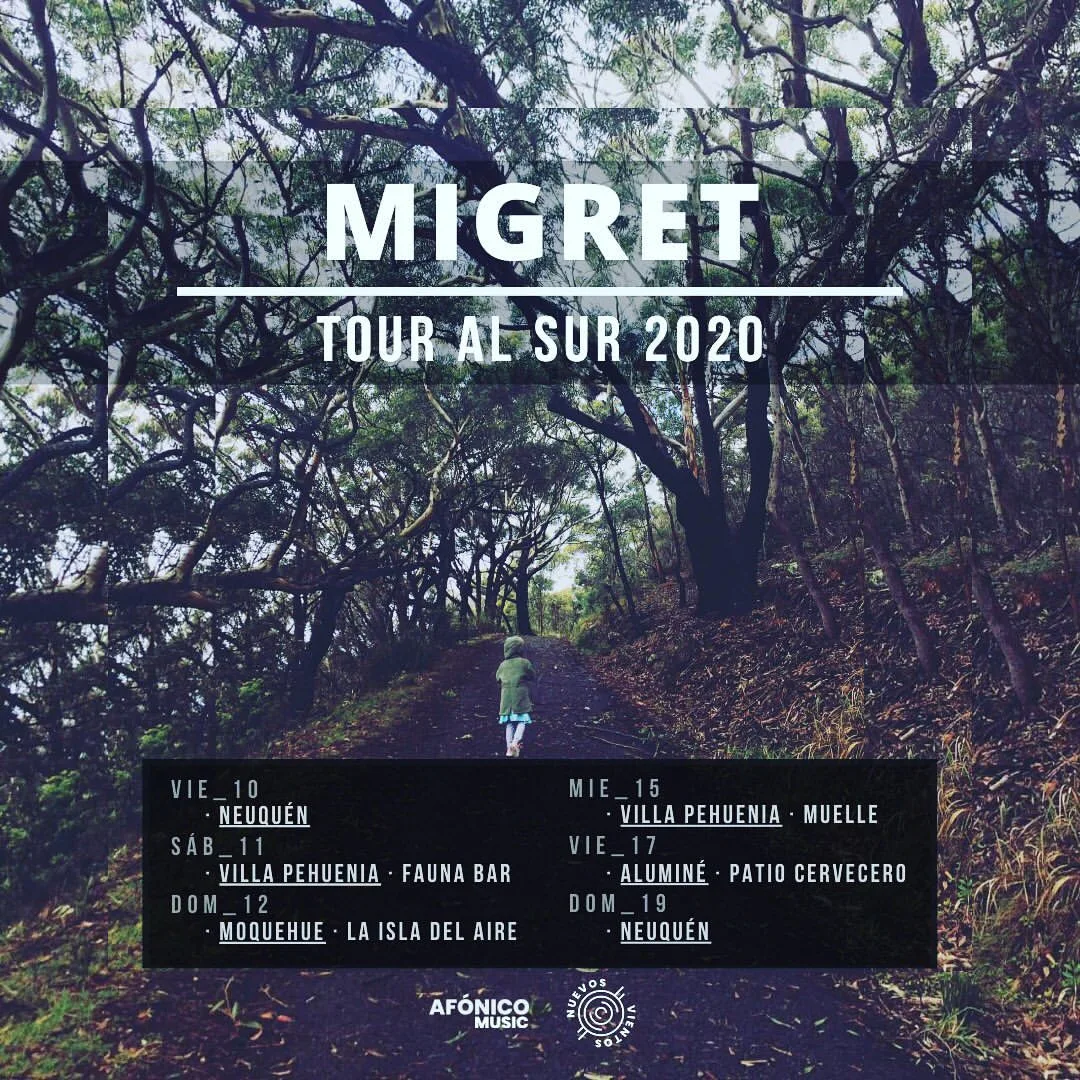 MIGRET
TOUR AL SUR 2020
VIE_10
· NEUQUÉN
SÁB_11
· VILLA PEHUENIA · FAUNA BAR
DOM_12
· MOQUEHUE · LA ISLA DEL AIRE
MIE_15
· VILLA PEHUENIA · MUELLE
VIE_17
· ALUMINÉ · PATIO CERVECERO
DOM_19
· NEUQUÉN
AFÓNICO
MUSIC
NUEVOS
VIENTOS